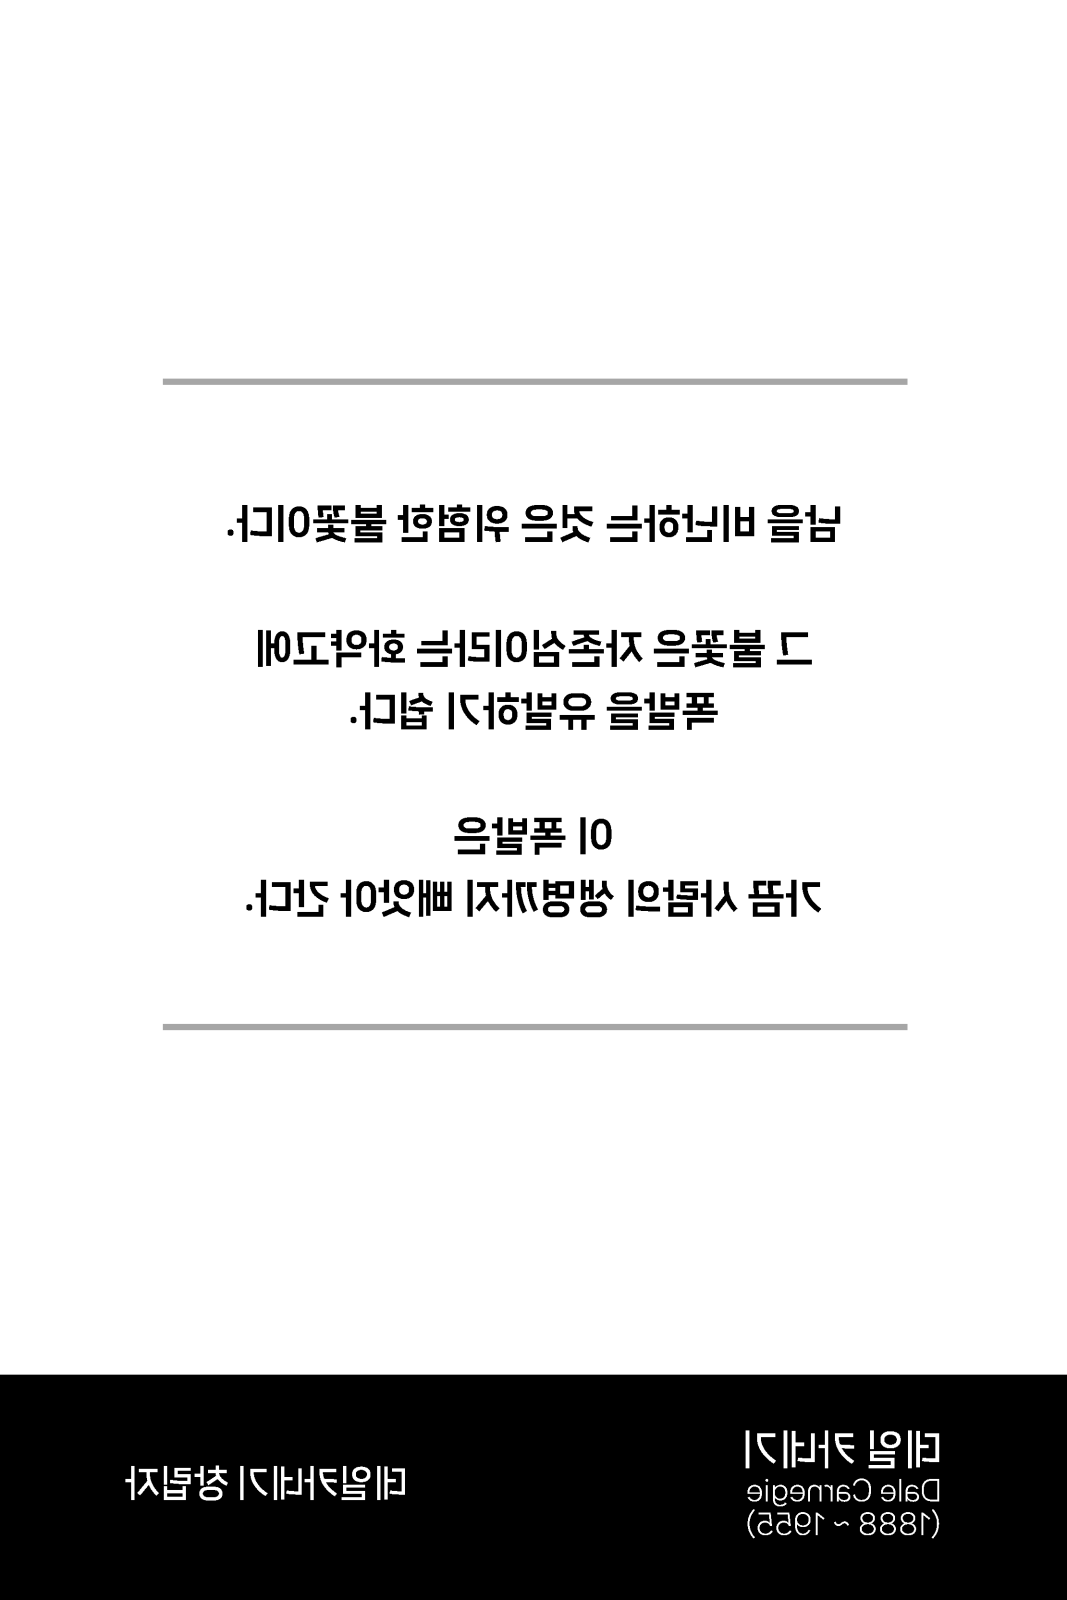 남을 비난하는 것은 위험한 불꽃이다.
그 불꽃은 자존심이라는 화약고에
폭발을 유발하기 쉽다.
이 폭발은
가끔 사람의 생명까지 빼앗아 간다.
데일 카네기
Dale Carnegie
(1888 ~ 1955)
데일카네기 창립자